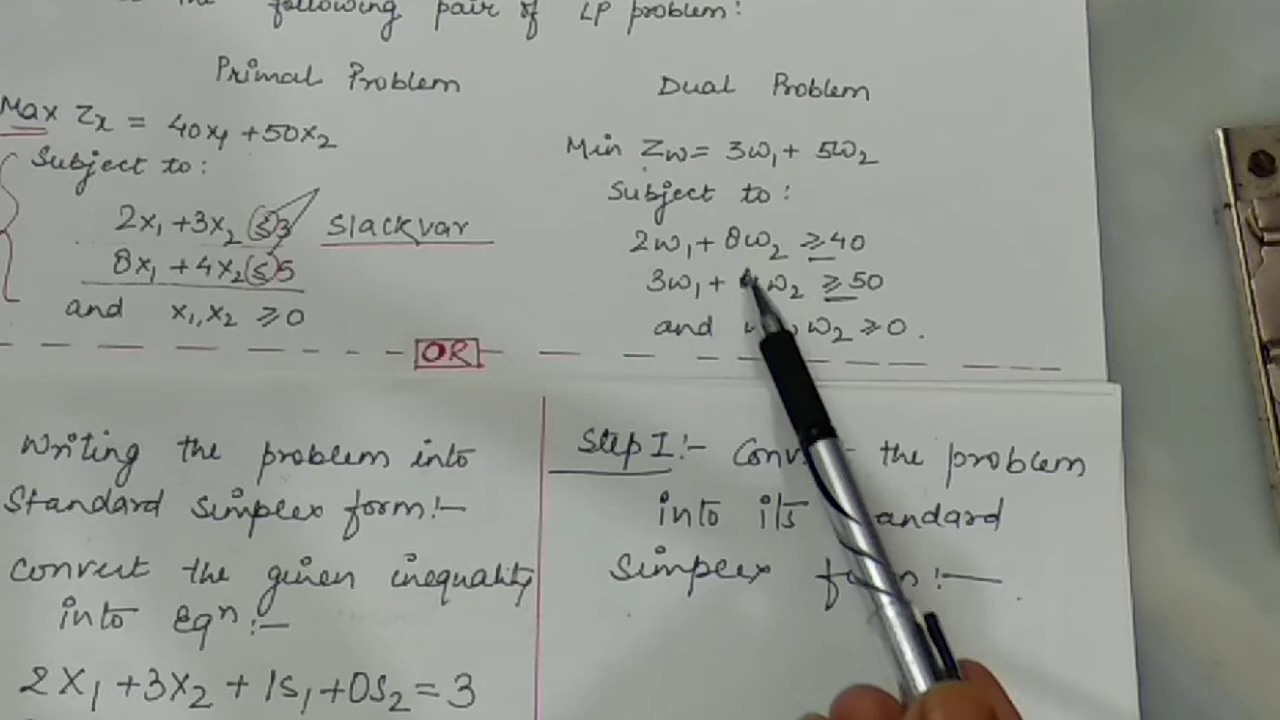 the following pair of LP problem:
Primal Problem
Max Zx = 40x1 + 50x2
Subject to:
2x1 + 3x2 ≤ 3 Slack var
8x1 + 4x2 ≤ 5
and x1, x2 ≥ 0
Dual Problem
Min Zw = 3w1 + 5w2
Subject to:
2w1 + 8w2 ≥ 40
3w1 + w2 ≥ 50
and w2 ≥ 0.
OR
Writing the problem into
Standard simplex form:-
Convert the given inequality
into Eqn:-
2x1 + 3x2 + 1s1 + 0s2 = 3
Step I:- the problem
into its
Simplex